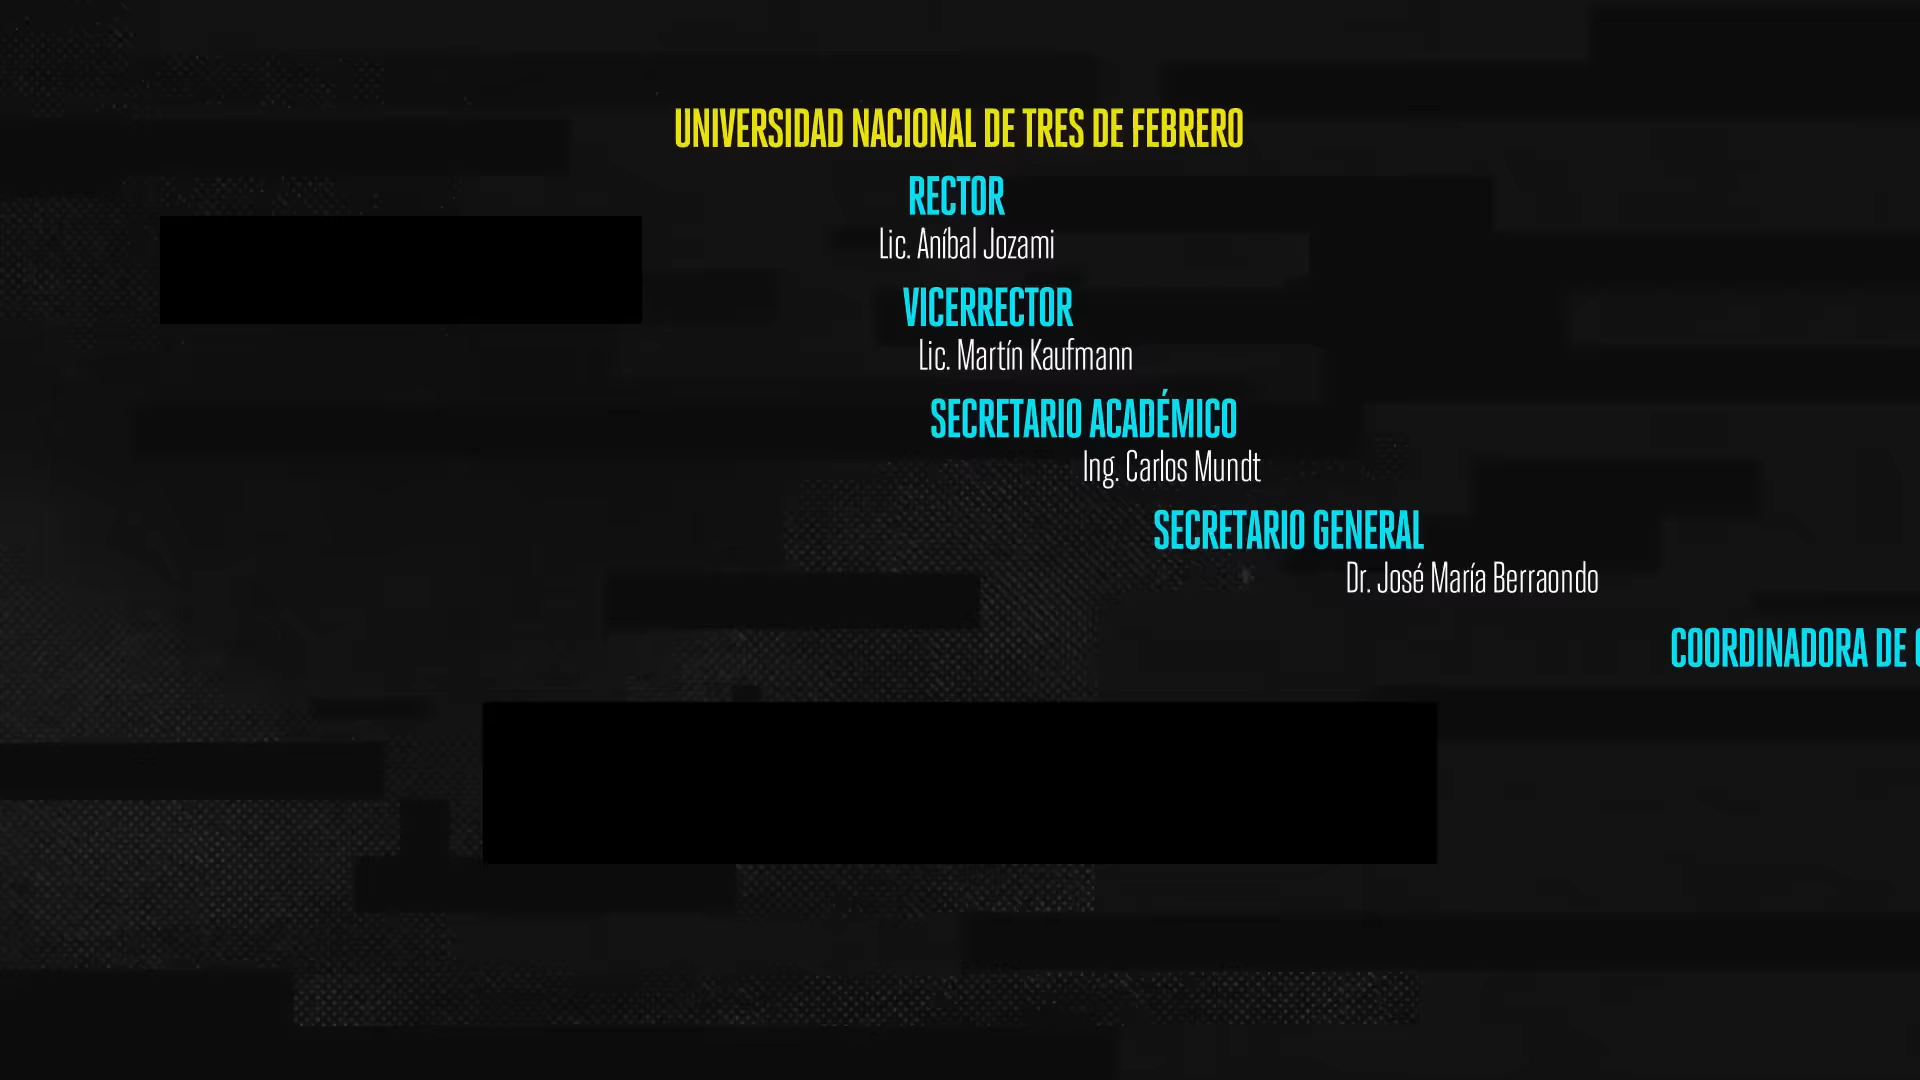 UNIVERSIDAD NACIONAL DE TRES DE FEBRERO
RECTOR
Lic. Aníbal Jozami
VICERRECTOR
Lic. Martín Kaufmann
SECRETARIO ACADÉMICO
Ing. Carlos Mundt
SECRETARIO GENERAL
Dr. José María Berraondo
COORDINADORA DE